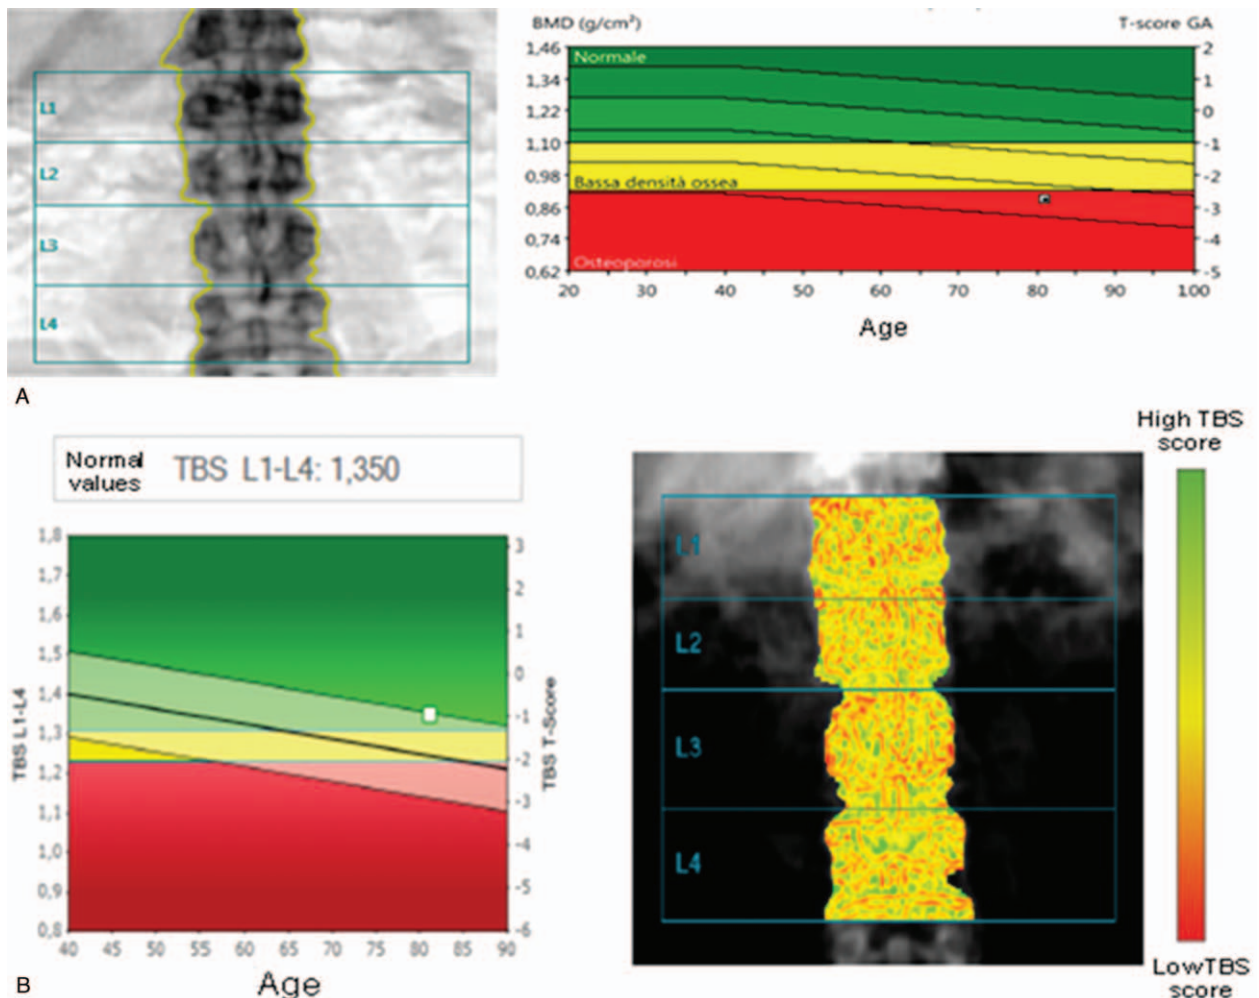 L1
L2
L3
L4
BMD (g/cm²)
T-score GA
1,46
1,34
1,22
1,10
0,98
0,86
0,74
0,62
Normale
Bassa densità ossea
Osteoporosi
2
1
0
-1
-2
-3
-4
-5
20 30 40 50 60 70 80 90 100
Age
A
Normal
values
TBS L1-L4: 1,350
1,8
1,7
1,6
1,5
1,4
1,3
1,2
1,1
1,0
0,9
0,8
TBS L1-L4
3
2
1
0
-1
-2
-3
-4
-5
-6
TBS T-Score
40 45 50 55 60 65 70 75 80 85 90
Age
B
L1
L2
L3
L4
High TBS
score
Low TBS
score